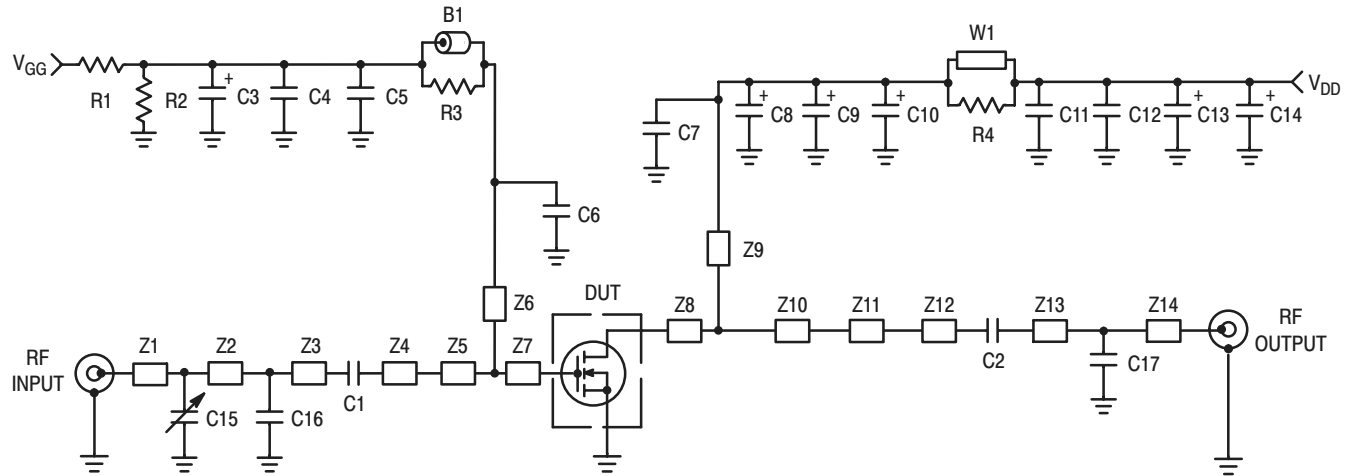 B1
W1
VGG
VDD
R1
R2
+
C3
C4
C5
R3
C7
+
C8
+
C9
+
C10
R4
C11
C12
+
C13
+
C14
C6
Z9
Z6
DUT
Z8
Z10
Z11
Z12
Z13
Z14
RF
OUTPUT
RF
INPUT
Z1
Z2
Z3
Z4
Z5
Z7
C1
C2
C17
C15
C16